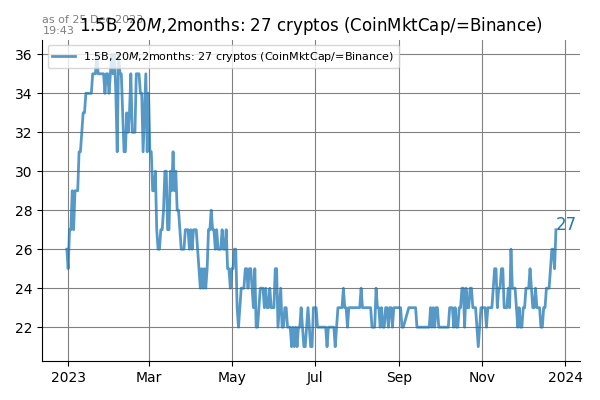 as of 25 Dec 2023
19:43
1.5B,20M,2months: 27 cryptos (CoinMktCap/=Binance)
1.5B,20M,2months: 27 cryptos (CoinMktCap/=Binance)
36
34
32
30
28
26
24
22
27
2023 Mar May Jul Sep Nov 2024